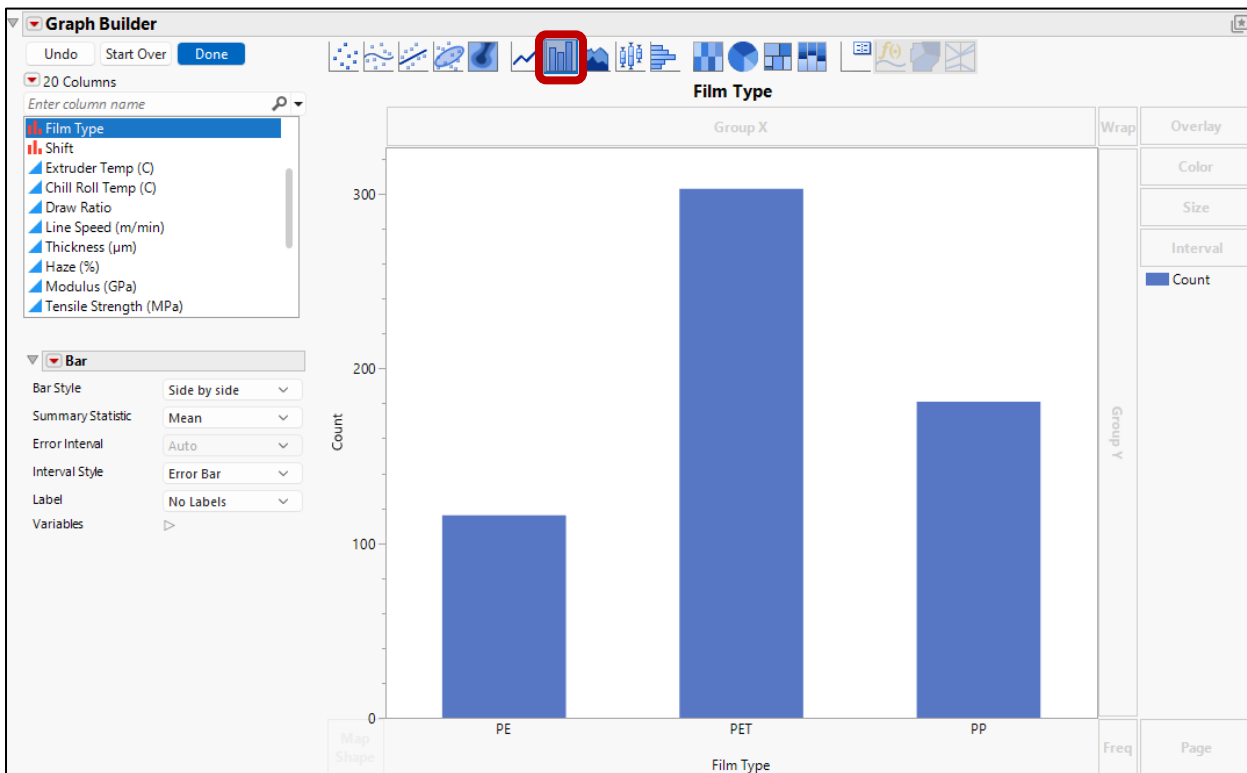 Graph Builder
Undo Start Over Done
20 Columns
Enter column name
Film Type
Shift
Extruder Temp (C)
Chill Roll Temp (C)
Draw Ratio
Line Speed (m/min)
Thickness (µm)
Haze (%)
Modulus (GPa)
Tensile Strength (MPa)
Bar
Bar Style Side by side
Summary Statistic Mean
Error Interval Auto
Interval Style Error Bar
Label No Labels
Variables
Film Type
Group X
Wrap
Overlay
Color
Size
Interval
Count
Group Y
Count
300
200
100
0
PE PET PP
Film Type
Map
Shape
Freq
Page